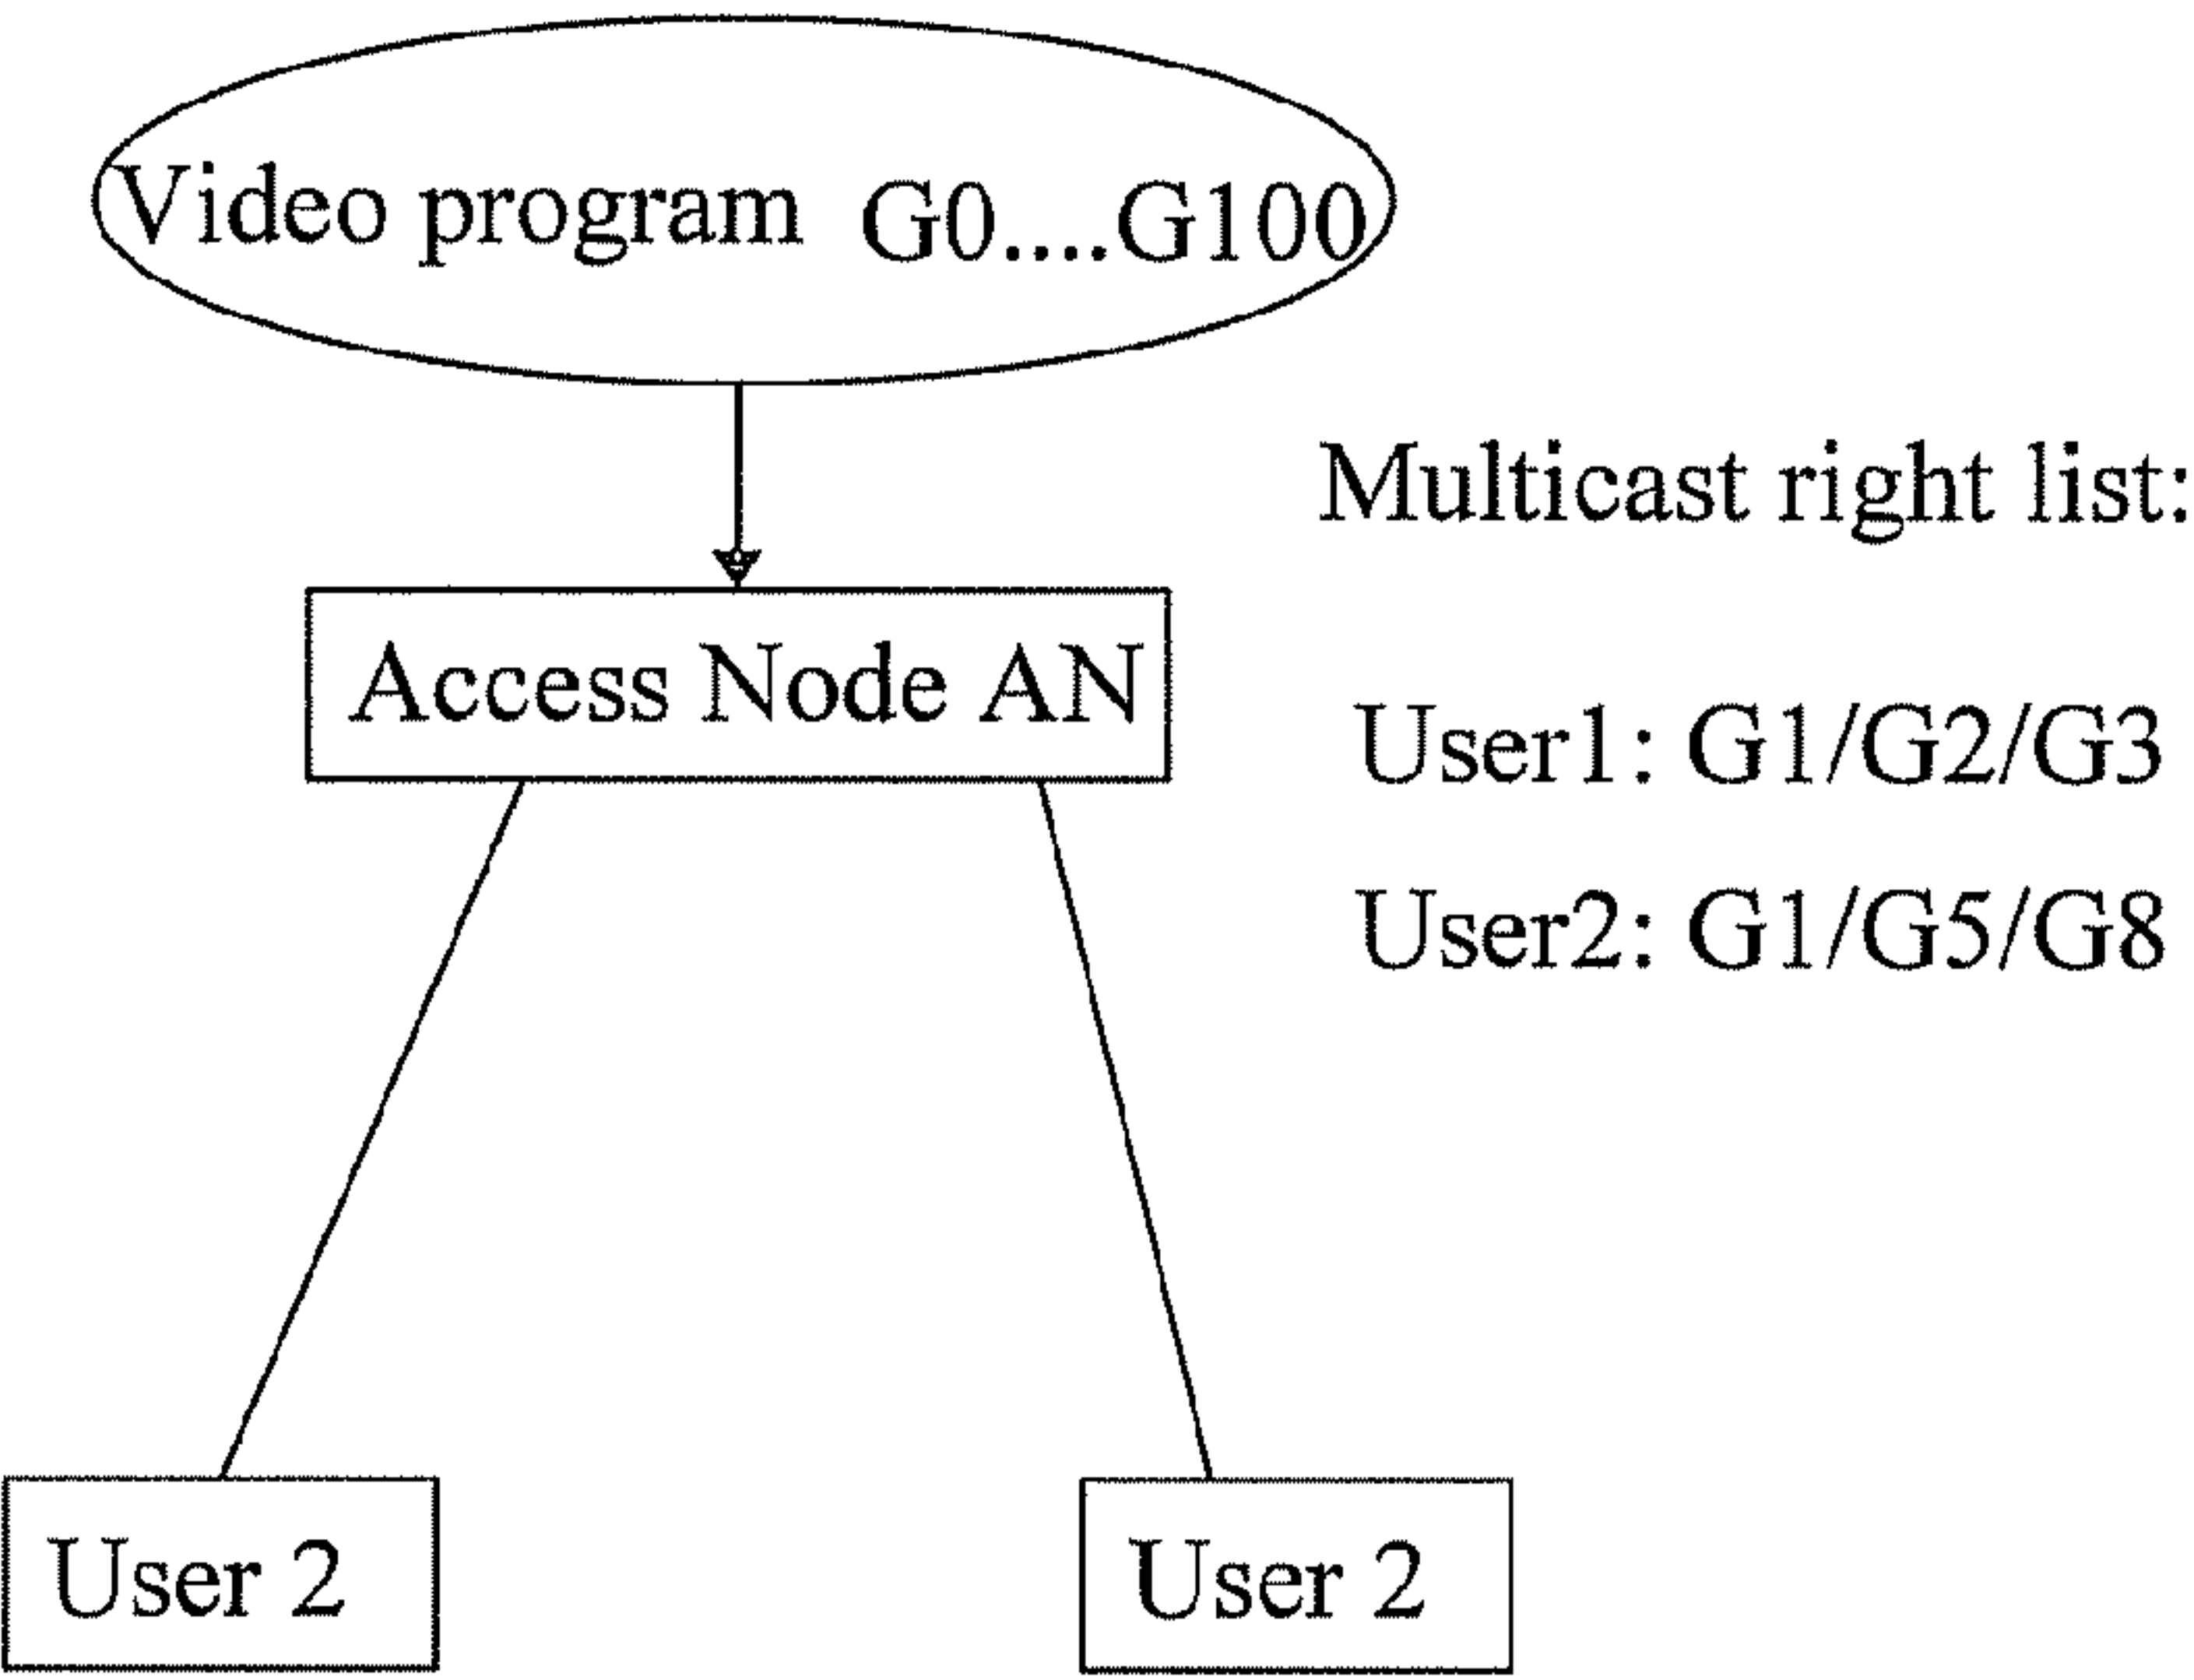 Video program G0....G100
Multicast right list:
Access Node AN
User1: G1/G2/G3
User2: G1/G5/G8
User 2
User 2